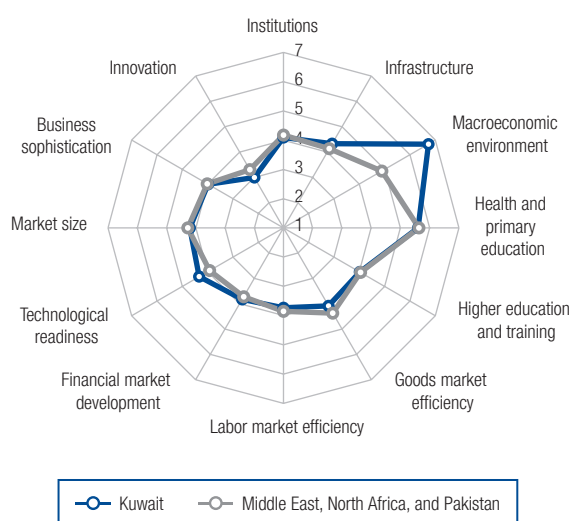 Institutions
7
6
5
4
3
2
1
Infrastructure
Macroeconomic
environment
Health and
primary
education
Higher education
and training
Goods market
efficiency
Labor market efficiency
Financial market
development
Technological
readiness
Market size
Business
sophistication
Innovation
Kuwait
Middle East, North Africa, and Pakistan